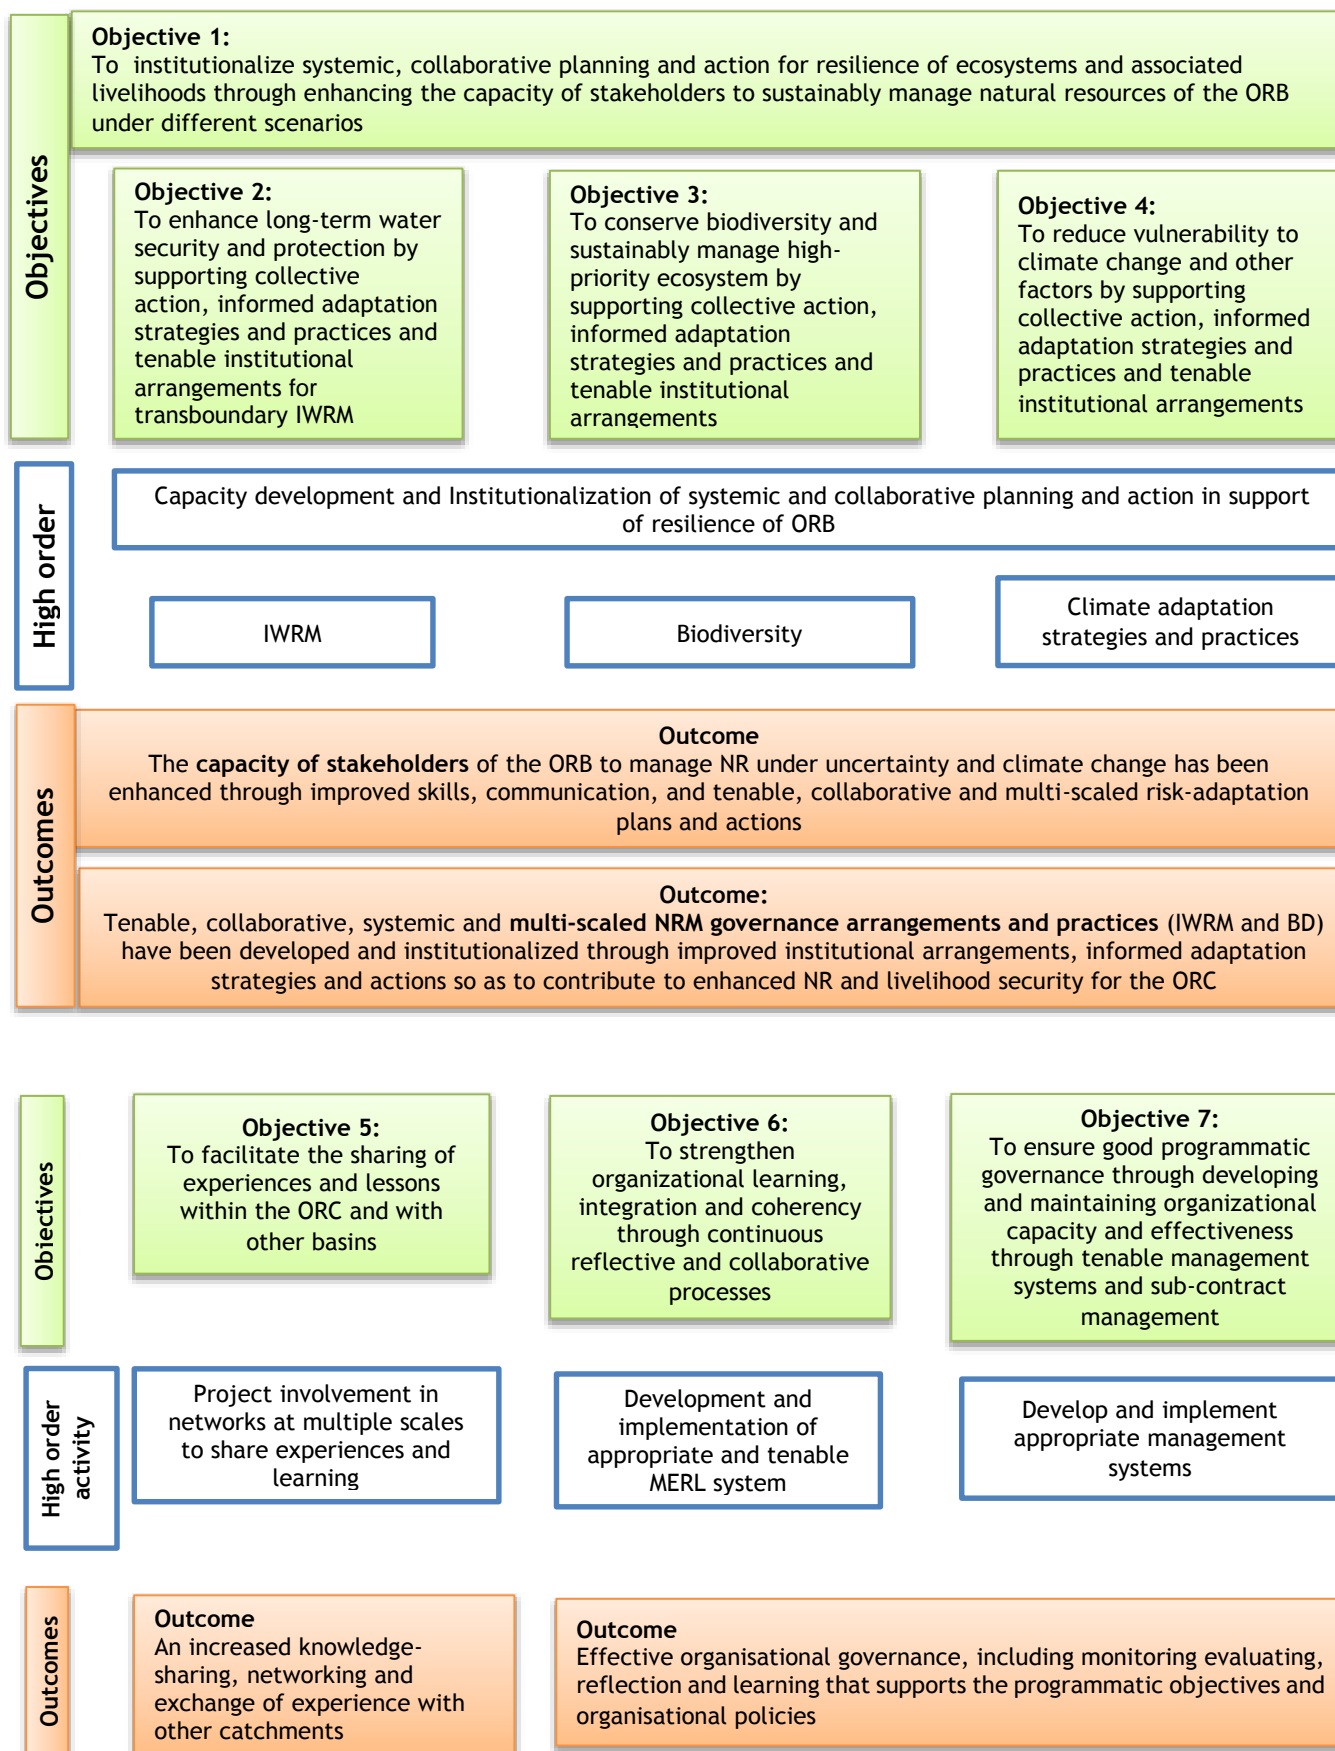 Objectives
Objective 1:
To institutionalize systemic, collaborative planning and action for resilience of ecosystems and associated
livelihoods through enhancing the capacity of stakeholders to sustainably manage natural resources of the ORB
under different scenarios
Objective 2:
To enhance long-term water
security and protection by
supporting collective
action, informed adaptation
strategies and practices and
tenable institutional
arrangements for
transboundary IWRM
Objective 3:
To conserve biodiversity and
sustainably manage high-
priority ecosystem by
supporting collective action,
informed adaptation
strategies and practices and
tenable institutional
arrangements
Objective 4:
To reduce vulnerability to
climate change and other
factors by supporting
collective action, informed
adaptation strategies and
practices and tenable
institutional arrangements
High order
Capacity development and Institutionalization of systemic and collaborative planning and action in support
of resilience of ORB
IWRM
Biodiversity
Climate adaptation
strategies and practices
Outcomes
Outcome
The capacity of stakeholders of the ORB to manage NR under uncertainty and climate change has been
enhanced through improved skills, communication, and tenable, collaborative and multi-scaled risk-adaptation
plans and actions
Outcome:
Tenable, collaborative, systemic and multi-scaled NRM governance arrangements and practices (IWRM and BD)
have been developed and institutionalized through improved institutional arrangements, informed adaptation
strategies and actions so as to contribute to enhanced NR and livelihood security for the ORC
Objectives
Objective 5:
To facilitate the sharing of
experiences and lessons
within the ORC and with
other basins
Objective 6:
To strengthen
organizational learning,
integration and coherency
through continuous
reflective and collaborative
processes
Objective 7:
To ensure good programmatic
governance through developing
and maintaining organizational
capacity and effectiveness
through tenable management
systems and sub-contract
management
High order
activity
Project involvement in
networks at multiple scales
to share experiences and
learning
Development and
implementation of
appropriate and tenable
MERL system
Develop and implement
appropriate management
systems
Outcomes
Outcome
An increased knowledge-
sharing, networking and
exchange of experience with
other catchments
Outcome
Effective organisational governance, including monitoring evaluating,
reflection and learning that supports the programmatic objectives and
organisational policies